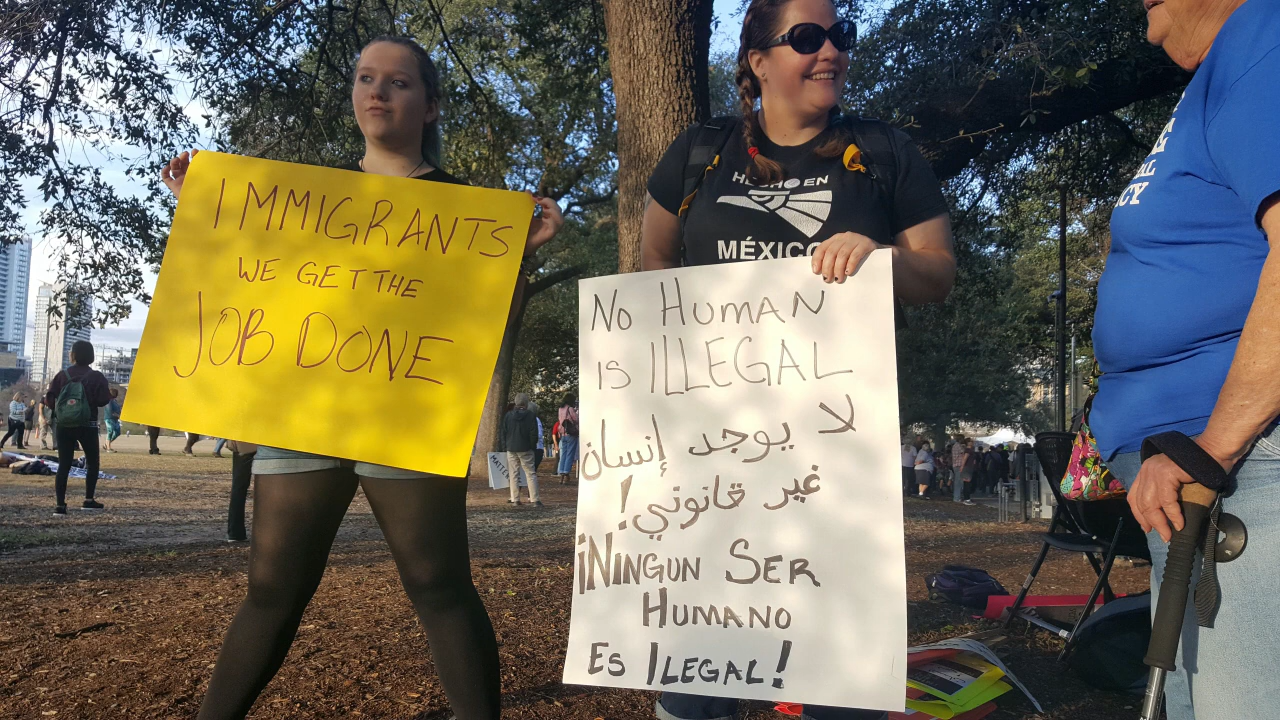 IMMIGRANTS
WE GET THE
JOB DONE
HECHO EN
MÉXICO
No HUMAN
IS ILLEGAL
لا يوجد إنسان
غير قانوني!
¡NINGUN SER
HUMANO
ES ILEGAL!